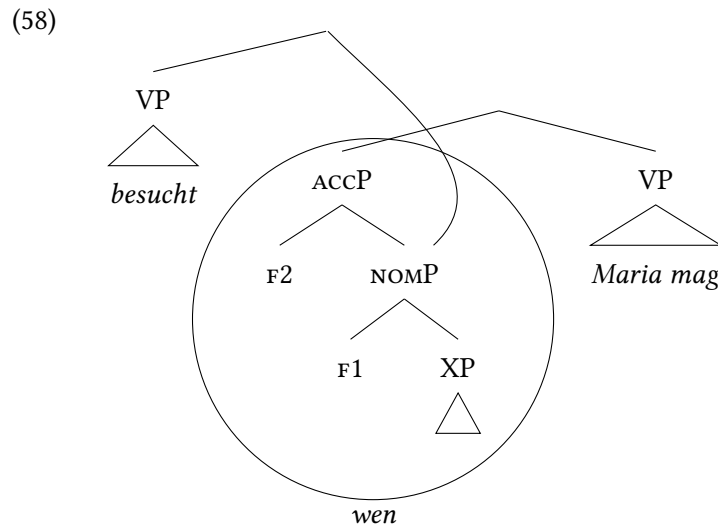 (58)
VP
besucht
ACCP
VP
F2
NOMP
Maria mag
F1
XP
wen